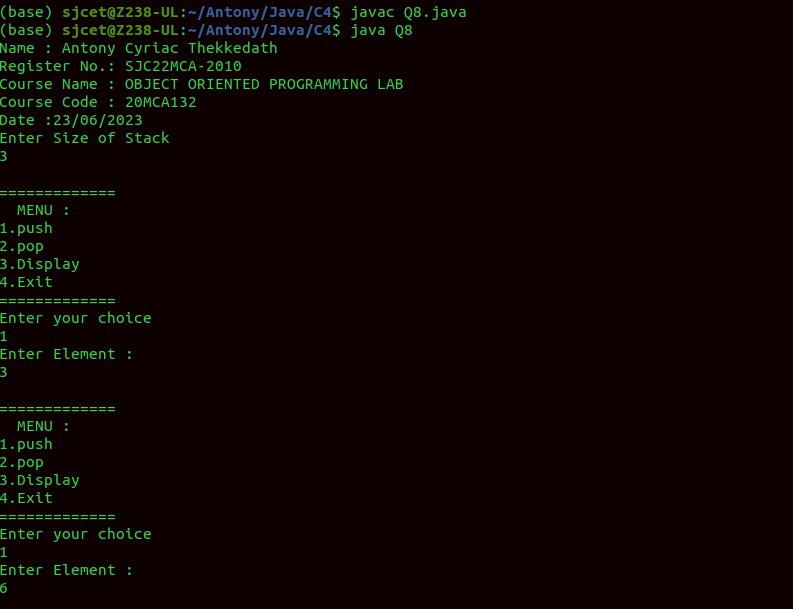 (base) sjcet@Z238-UL:~/Antony/Java/C4$ javac Q8.java
(base) sjcet@Z238-UL:~/Antony/Java/C4$ java Q8
Name : Antony Cyriac Thekkedath
Register No.: SJC22MCA-2010
Course Name : OBJECT ORIENTED PROGRAMMING LAB
Course Code : 20MCA132
Date :23/06/2023
Enter Size of Stack
3
=============
  MENU :
1.push
2.pop
3.Display
4.Exit
=============
Enter your choice
1
Enter Element :
3
=============
  MENU :
1.push
2.pop
3.Display
4.Exit
=============
Enter your choice
1
Enter Element :
6